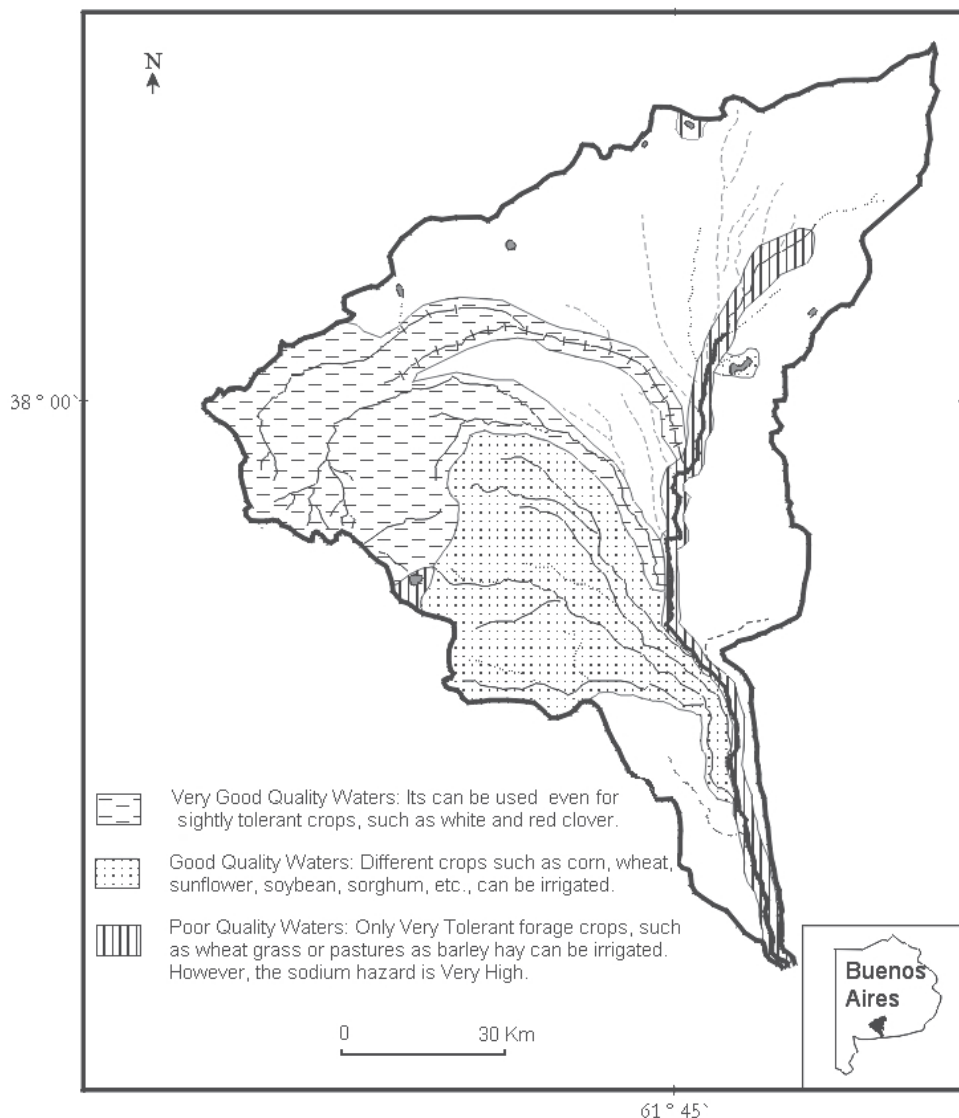 N
38 ° 00`
Very Good Quality Waters: Its can be used even for
sightly tolerant crops, such as white and red clover.
Good Quality Waters: Different crops such as corn, wheat,
sunflower, soybean, sorghum, etc., can be irrigated.
Poor Quality Waters: Only Very Tolerant forage crops, such
as wheat grass or pastures as barley hay can be irrigated.
However, the sodium hazard is Very High.
0 30 Km
Buenos
Aires
61 ° 45`